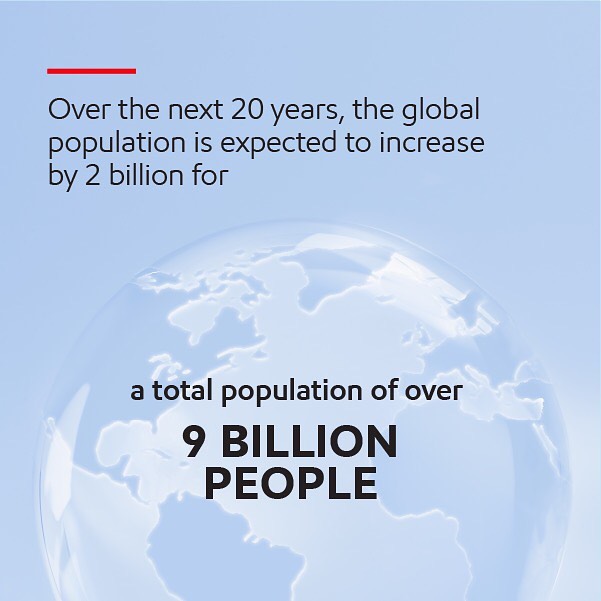 Over the next 20 years, the global
population is expected to increase
by 2 billion for
a total population of over
9 BILLION
PEOPLE